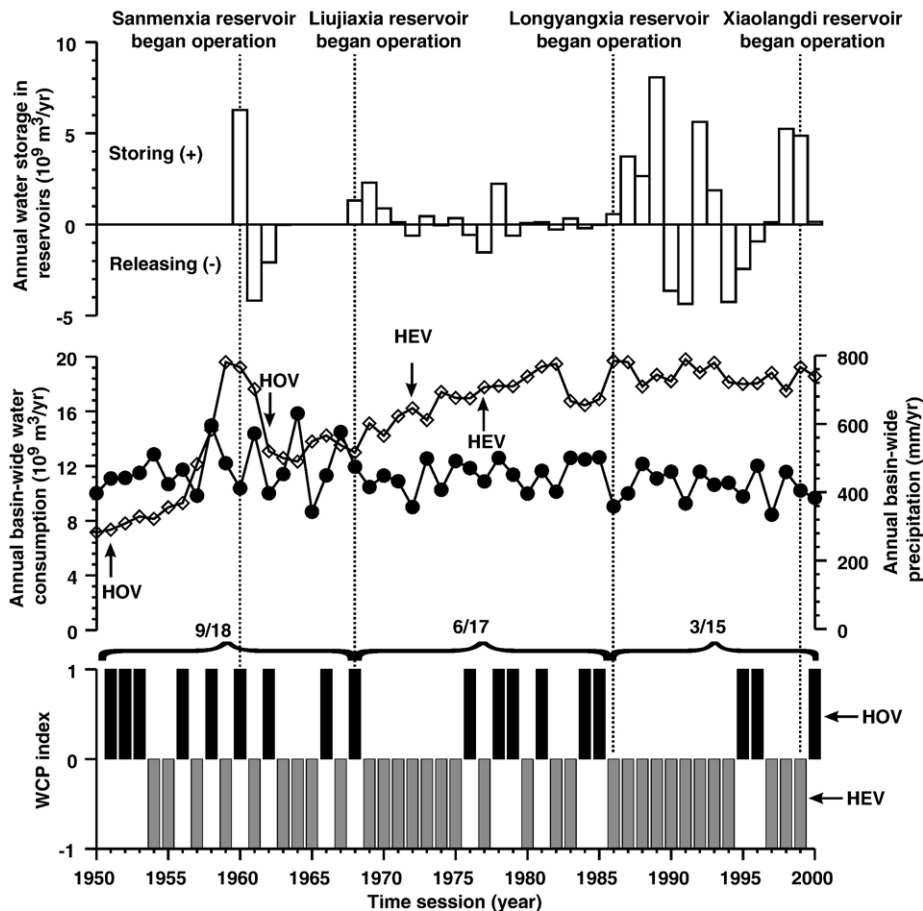 Sanmenxia reservoir
began operation
Liujiaxia reservoir
began operation
Longyangxia reservoir
began operation
Xiaolangdi reservoir
began operation
Annual water storage in
reservoirs (10⁹ m³/yr)
10
5
0
-5
Storing (+)
Releasing (-)
Annual basin-wide water
consumption (10⁹ m³/yr)
20
16
12
8
4
0
HOV
HOV
HEV
HEV
800
600
400
200
0
Annual basin-wide
precipitation (mm/yr)
9/18
6/17
3/15
WCP index
1
0
-1
HOV
HEV
1950
1955
1960
1965
1970
1975
1980
1985
1990
1995
2000
Time session (year)